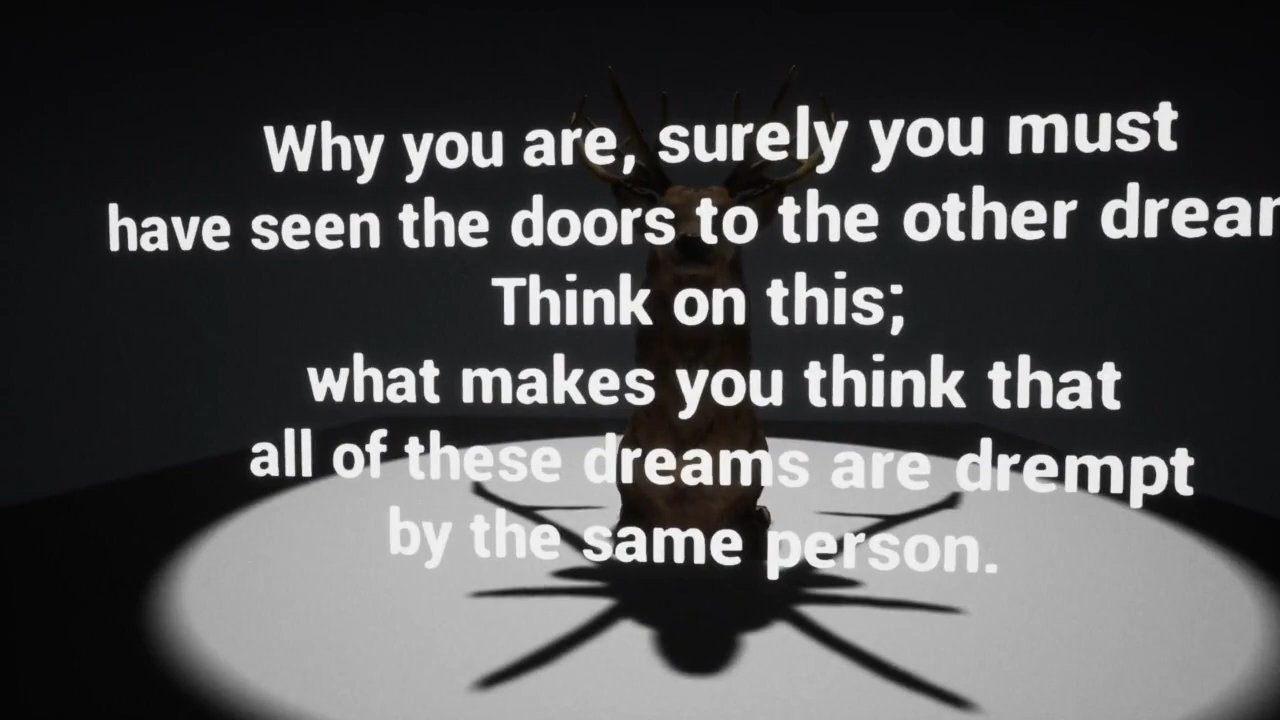 Why you are, surely you must
have seen the doors to the other
Think on this;
what makes you think that
all of these dreams are drempt
by the same person.